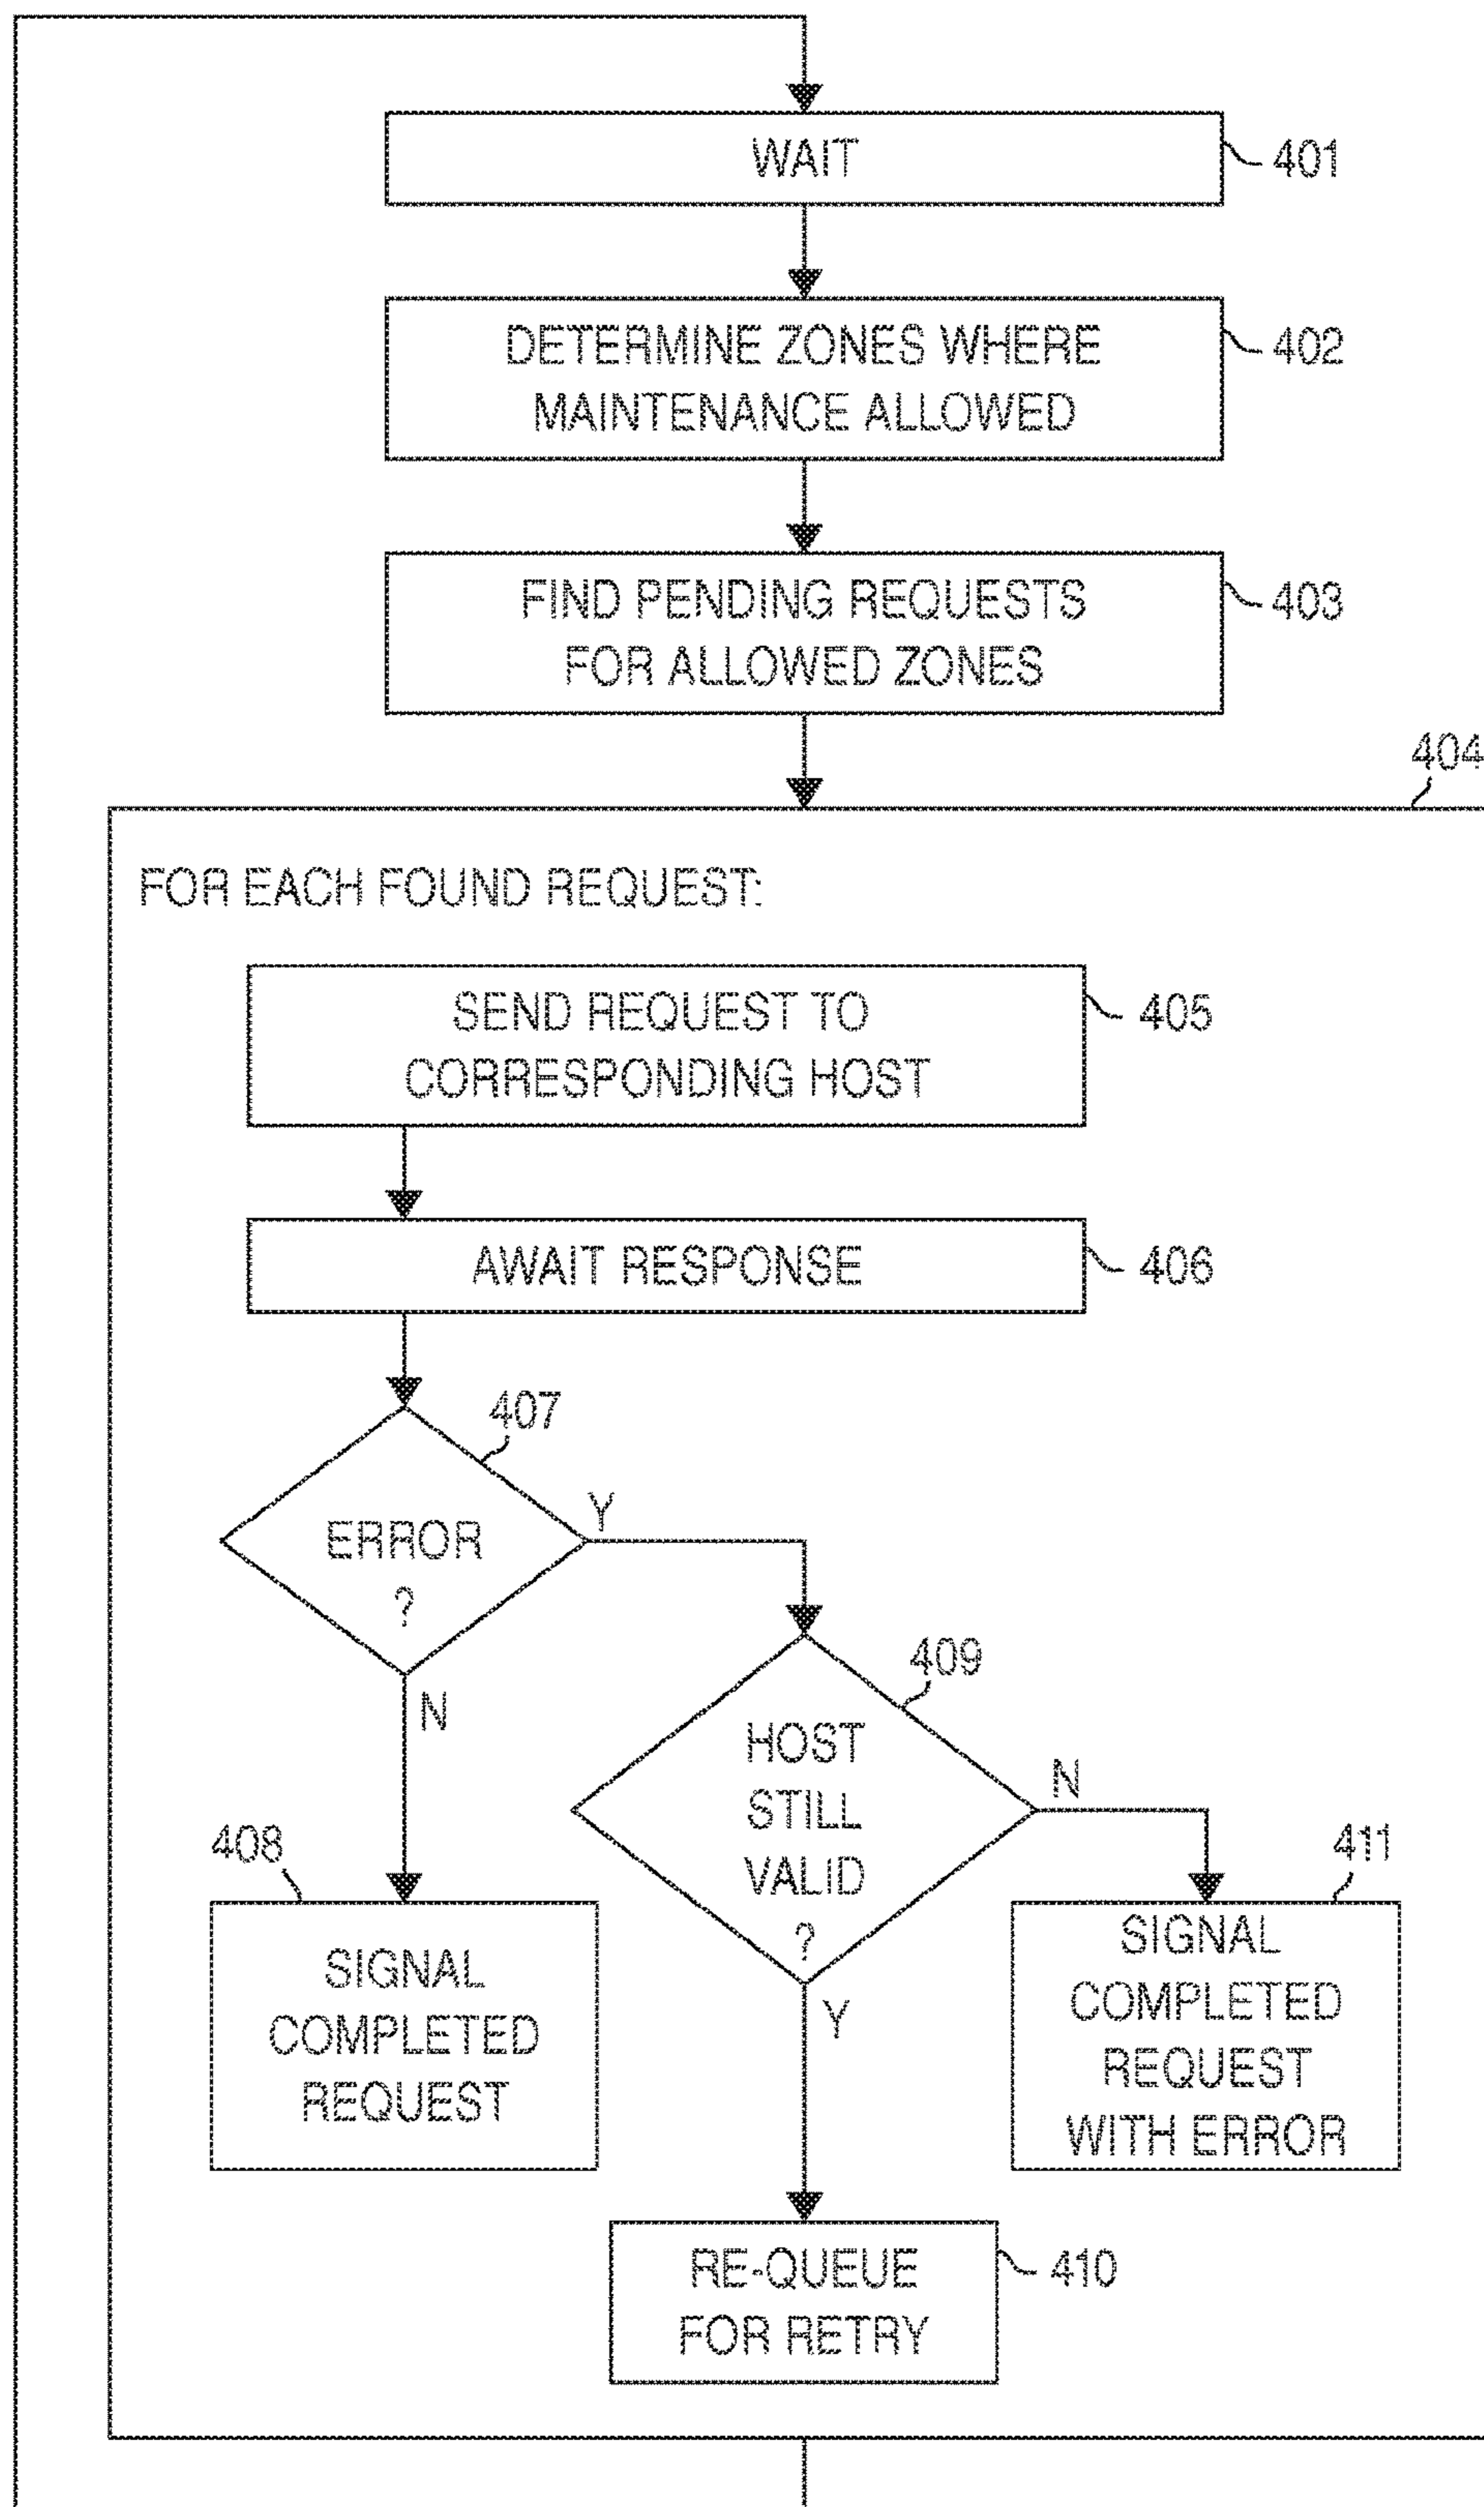 WAIT
401
DETERMINE ZONES WHERE
MAINTENANCE ALLOWED
402
FIND PENDING REQUESTS
FOR ALLOWED ZONES
403
404
FOR EACH FOUND REQUEST:
SEND REQUEST TO
CORRESPONDING HOST
405
AWAIT RESPONSE
406
407
ERROR
?
Y
N
409
HOST
STILL
VALID
?
N
Y
408
SIGNAL
COMPLETED
REQUEST
411
SIGNAL
COMPLETED
REQUEST
WITH ERROR
RE-QUEUE
FOR RETRY
410